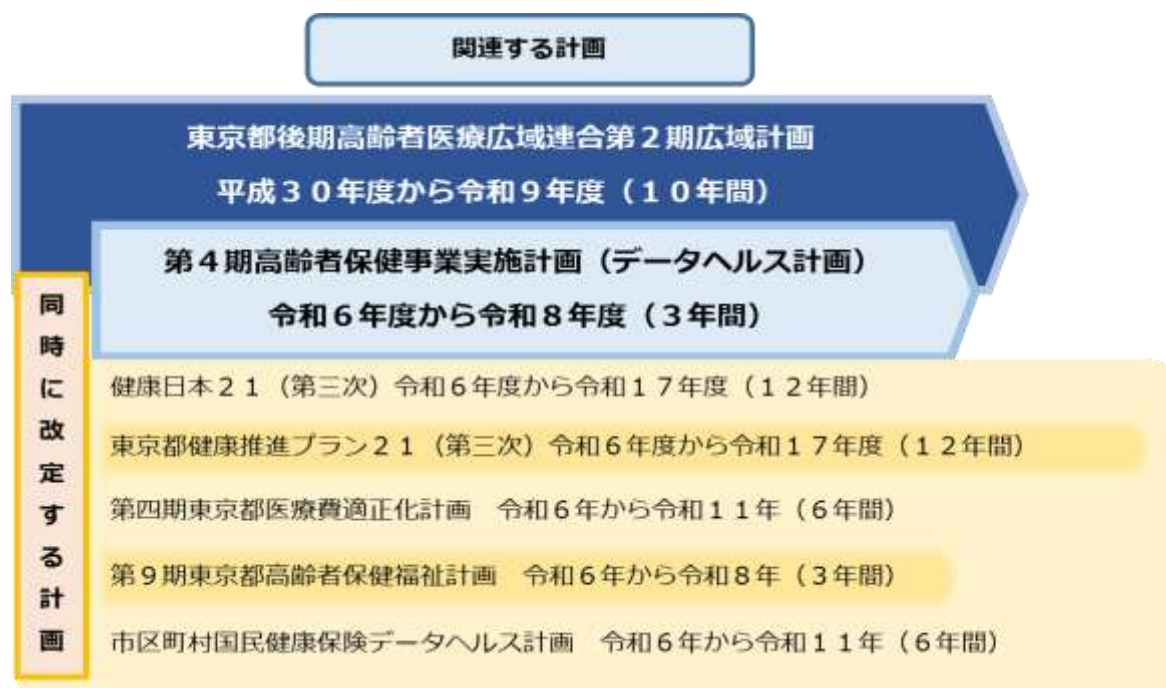 関連する計画
東京都後期高齢者医療広域連合第２期広域計画
平成３０年度から令和９年度（１０年間）
第４期高齢者保健事業実施計画（データヘルス計画）
令和６年度から令和８年度（３年間）
同時に改定する計画
健康日本２１（第三次）令和６年度から令和１７年度（１２年間）
東京都健康推進プラン２１（第三次）令和６年度から令和１７年度（１２年間）
第四期東京都医療費適正化計画　令和６年から令和１１年（６年間）
第９期東京都高齢者保健福祉計画　令和６年から令和８年（３年間）
市区町村国民健康保険データヘルス計画　令和６年から令和１１年（６年間）